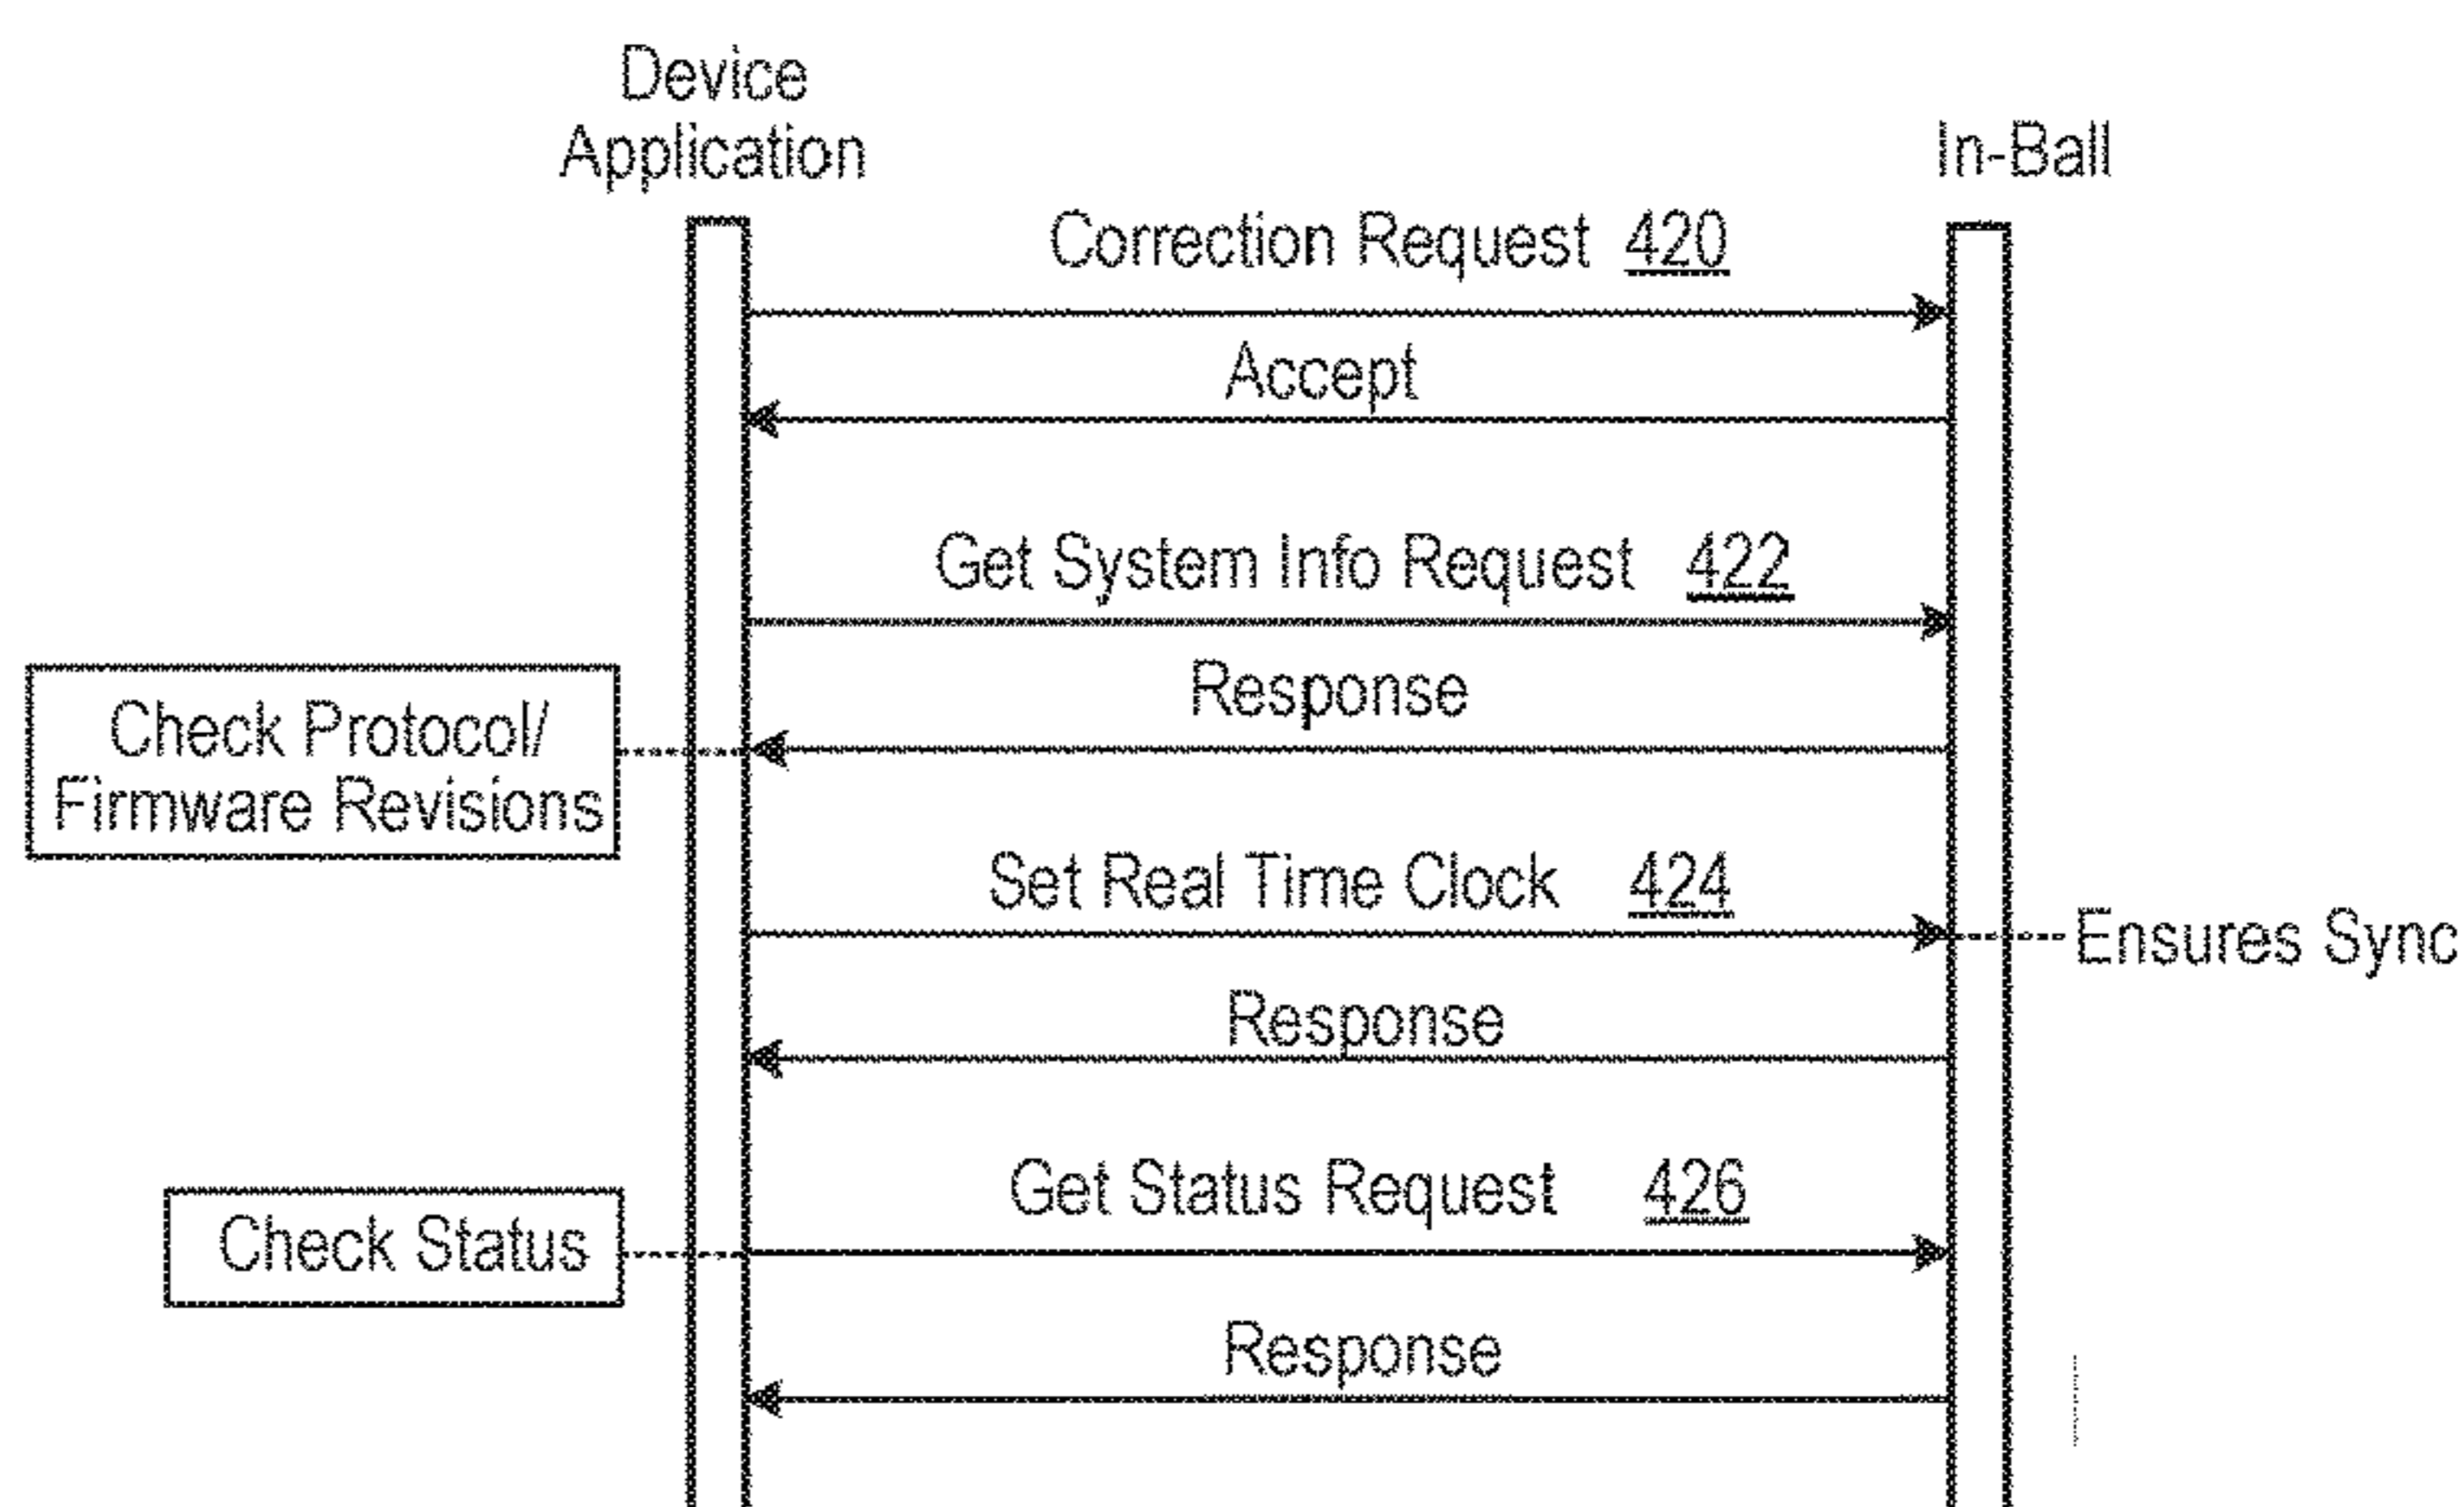 Device
Application
In-Ball
Correction Request 420
Accept
Get System Info Request 422
Response
Check Protocol/
Firmware Revisions
Set Real Time Clock 424
Ensures Sync
Response
Get Status Request 426
Check Status
Response